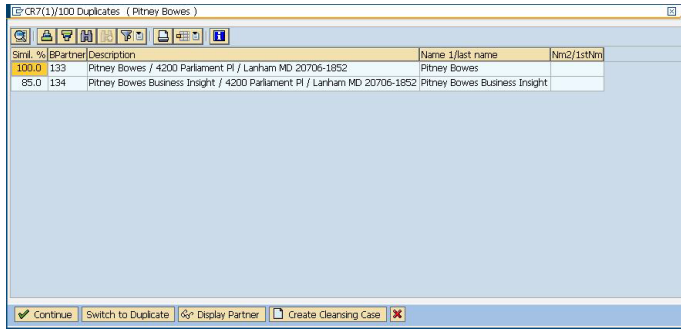 CR7(1)/100 Duplicates ( Pitney Bowes )
Simil. % BPartner Description Name 1/last name Nm2/1stNm
100.0 133 Pitney Bowes / 4200 Parliament Pl / Lanham MD 20706-1852 Pitney Bowes
85.0 134 Pitney Bowes Business Insight / 4200 Parliament Pl / Lanham MD 20706-1852 Pitney Bowes Business Insight
Continue Switch to Duplicate Display Partner Create Cleansing Case